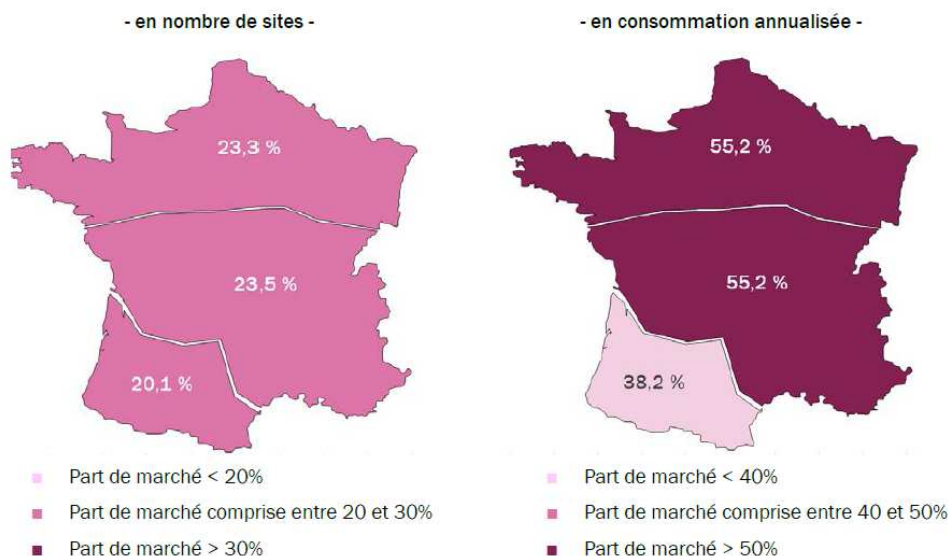 - en nombre de sites -
23,3 %
23,5 %
20,1 %
Part de marché < 20%
Part de marché comprise entre 20 et 30%
Part de marché > 30%
- en consommation annualisée -
55,2 %
55,2 %
38,2 %
Part de marché < 40%
Part de marché comprise entre 40 et 50%
Part de marché > 50%